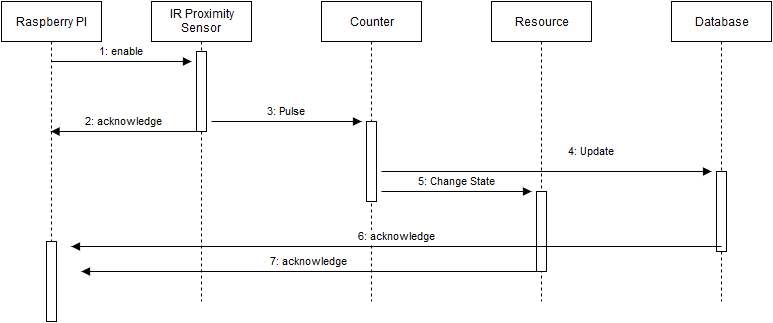 Raspberry PI
IR Proximity
Sensor
Counter
Resource
Database
1: enable
2: acknowledge
3: Pulse
4: Update
5: Change State
6: acknowledge
7: acknowledge